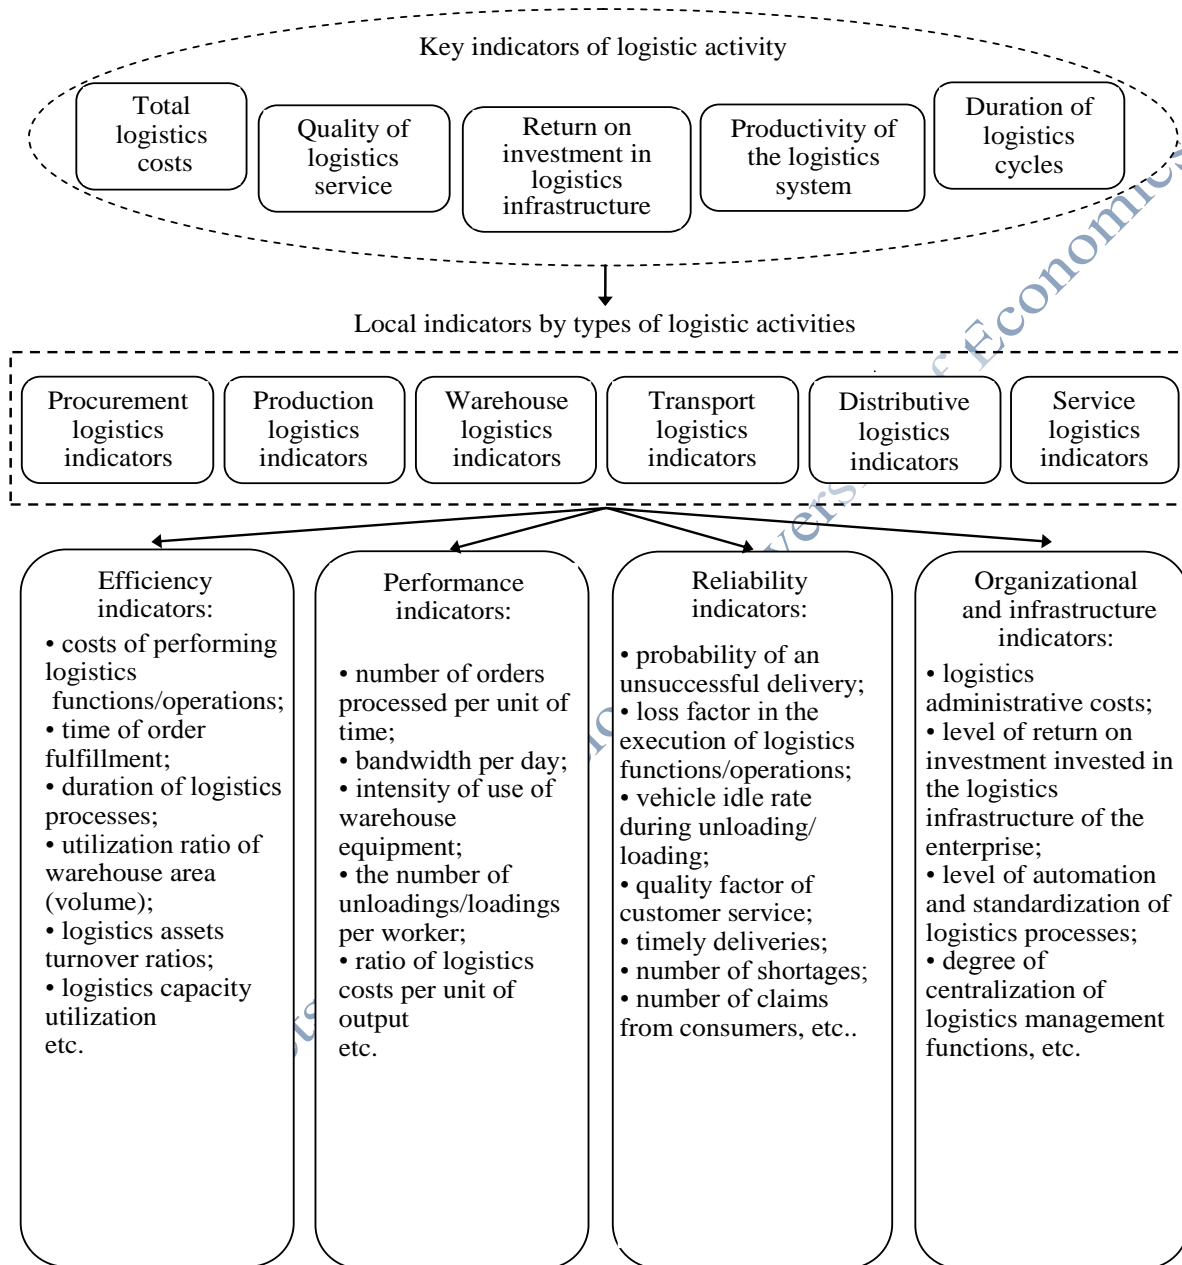 Key indicators of logistic activity
Total
logistics
costs
Quality of
logistics
service
Return on
investment in
logistics
infrastructure
Productivity of
the logistics
system
Duration of
logistics
cycles
Local indicators by types of logistic activities
Procurement
logistics
indicators
Production
logistics
indicators
Warehouse
logistics
indicators
Transport
logistics
indicators
Distributive
logistics
indicators
Service
logistics
indicators
Efficiency
indicators:
• costs of performing
logistics
functions/operations;
• time of order
fulfillment;
• duration of logistics
processes;
• utilization ratio of
warehouse area
(volume);
• logistics assets
turnover ratios;
• logistics capacity
utilization
etc.
Performance
indicators:
• number of orders
processed per unit of
time;
• bandwidth per day;
• intensity of use of
warehouse
equipment;
• the number of
unloadings/loadings
per worker;
• ratio of logistics
costs per unit of
output
etc.
Reliability
indicators:
• probability of an
unsuccessful delivery;
• loss factor in the
execution of logistics
functions/operations;
• vehicle idle rate
during unloading/
loading;
• quality factor of
customer service;
• timely deliveries;
• number of shortages;
• number of claims
from consumers, etc..
Organizational
and infrastructure
indicators:
• logistics
administrative costs;
• level of return on
investment invested in
the logistics
infrastructure of the
enterprise;
• level of automation
and standardization of
logistics processes;
• degree of
centralization of
logistics management
functions, etc.
Economics